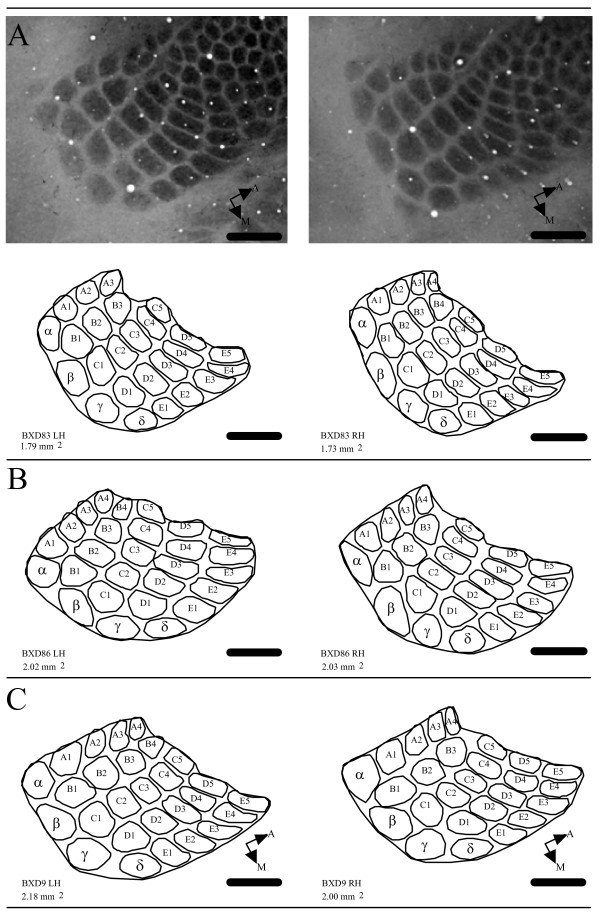 A
A
M
A
M
A3
A2
A1 B3 C5
B2 C4
α B1 C3 D5
C2 D4 E5
β C1 D3 E4
D2 E3
D1 E2
γ E1
δ
BXD83 LH
1.79 mm 2
A3 A4
A2
A1 B4
B3 C5
α B2 C4
B1 C3 D5
C2 D4
β C1 D3 E5
D2 E4
D1 E3
γ E2
δ E1
BXD83 RH
1.73 mm 2
B
A4
A3 B4 C5
A2 B3 C4 D5
A1 B2 C3 D4 E5
E4
α B1 C2 D3 E3
D2 E2
β C1 D1 E1
γ δ
BXD86 LH
2.02 mm 2
A4
A3
A2 B3 C5
A1 B2 C3 D5
α B1 C2 D4 E5
D3 E4
β C1 D2 E3
D1 E2
γ δ E1
BXD86 RH
2.03 mm 2
C
A4
A3
A2 B4
A1 B3 C5
B2 C4
α B1 C3 D5
C2 D4 E5
D3 E4
β C1 D2 E3
D1 E2
γ E1
δ
A
M
BXD9 LH
2.18 mm 2
A3 A4
A2
A1 B3 C5
B2 C4 D5 E5
α C3 D4 E4
B1 C2 D3 E3
C1 D2 E2
β D1 E1
γ δ
A
M
BXD9 RH
2.00 mm 2